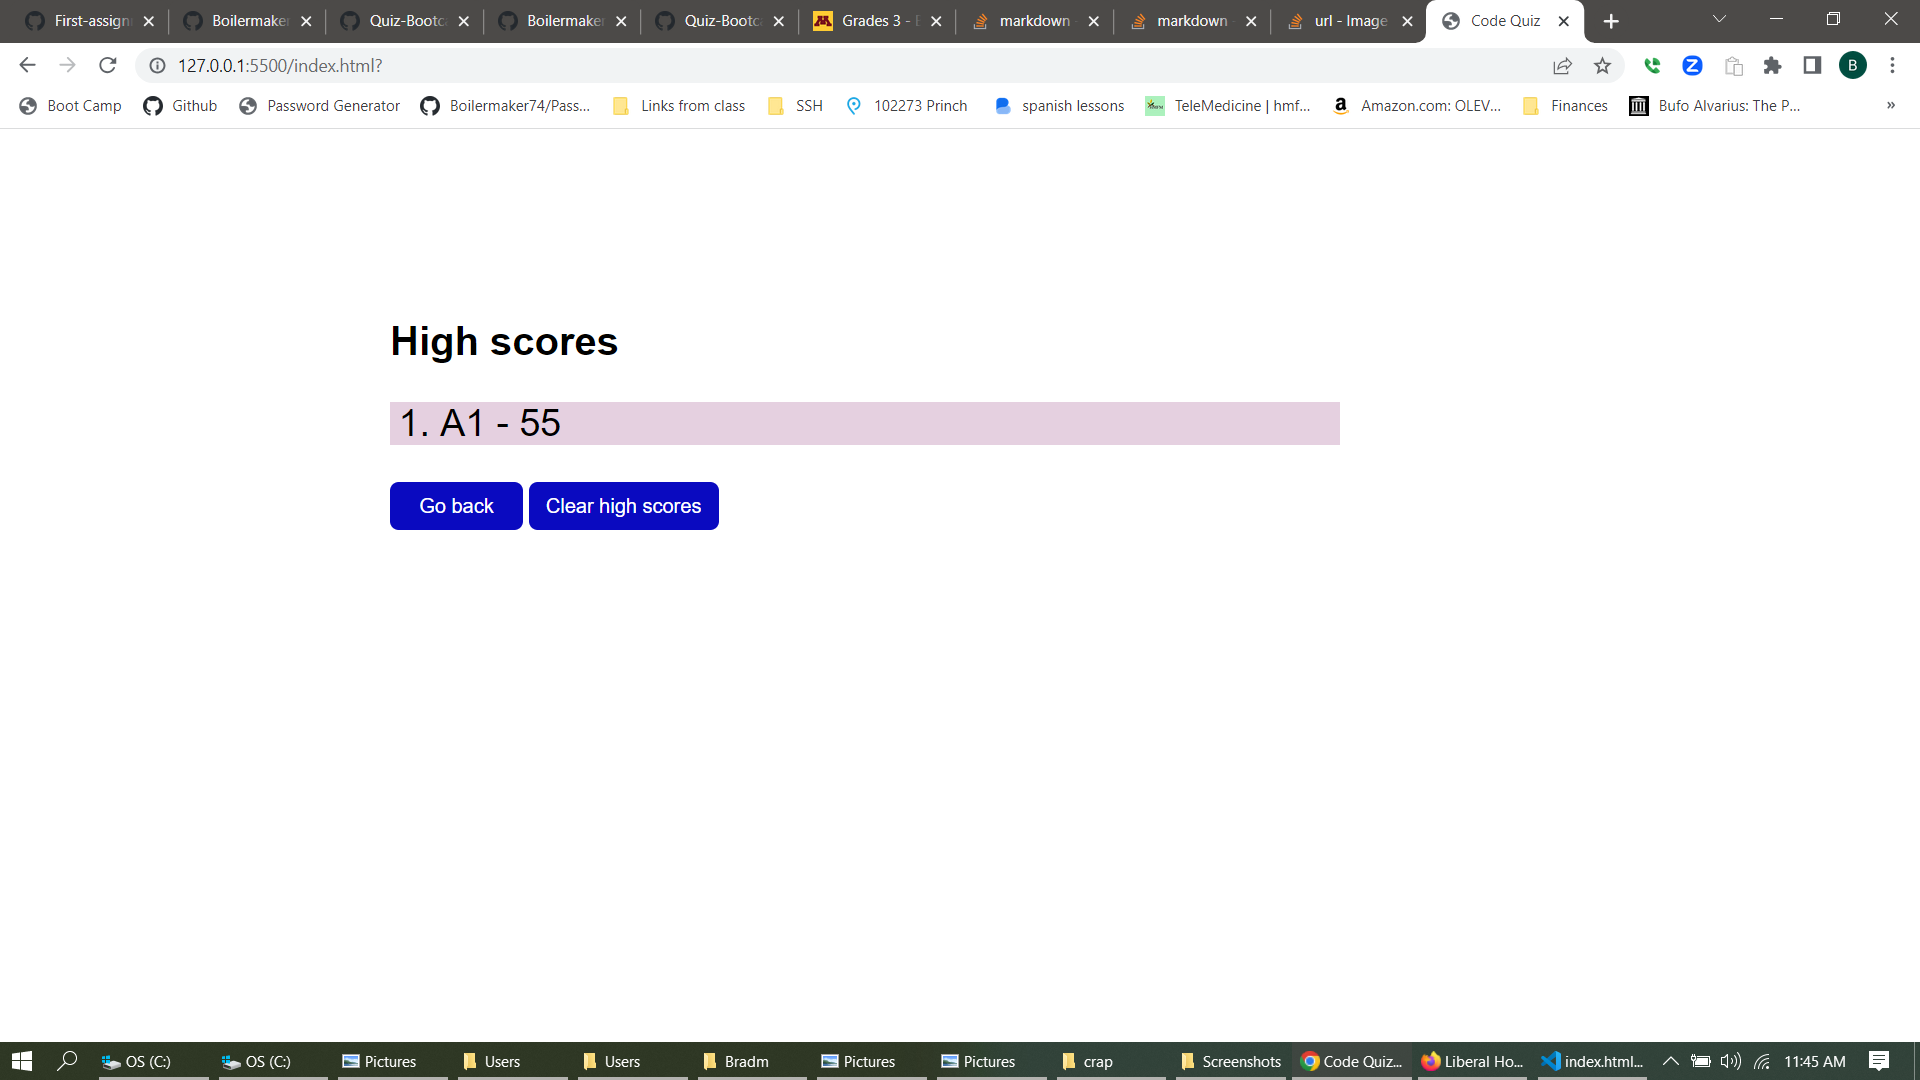 First-assign
Boilermaker
Quiz-Bootc
Boilermaker
Quiz-Bootc
Grades 3 -
markdown
markdown
url - Image
Code Quiz
127.0.0.1:5500/index.html?
B
Boot Camp
Github
Password Generator
Boilermaker74/Pass...
Links from class
SSH
102273 Princh
spanish lessons
TeleMedicine | hmf...
Amazon.com: OLEV...
Finances
Bufo Alvarius: The P...
»
High scores
1. A1 - 55
Go back
Clear high scores
OS (C:)
OS (C:)
Pictures
Users
Users
Bradm
Pictures
Pictures
crap
Screenshots
Code Quiz...
Liberal Ho...
index.html...
11:45 AM